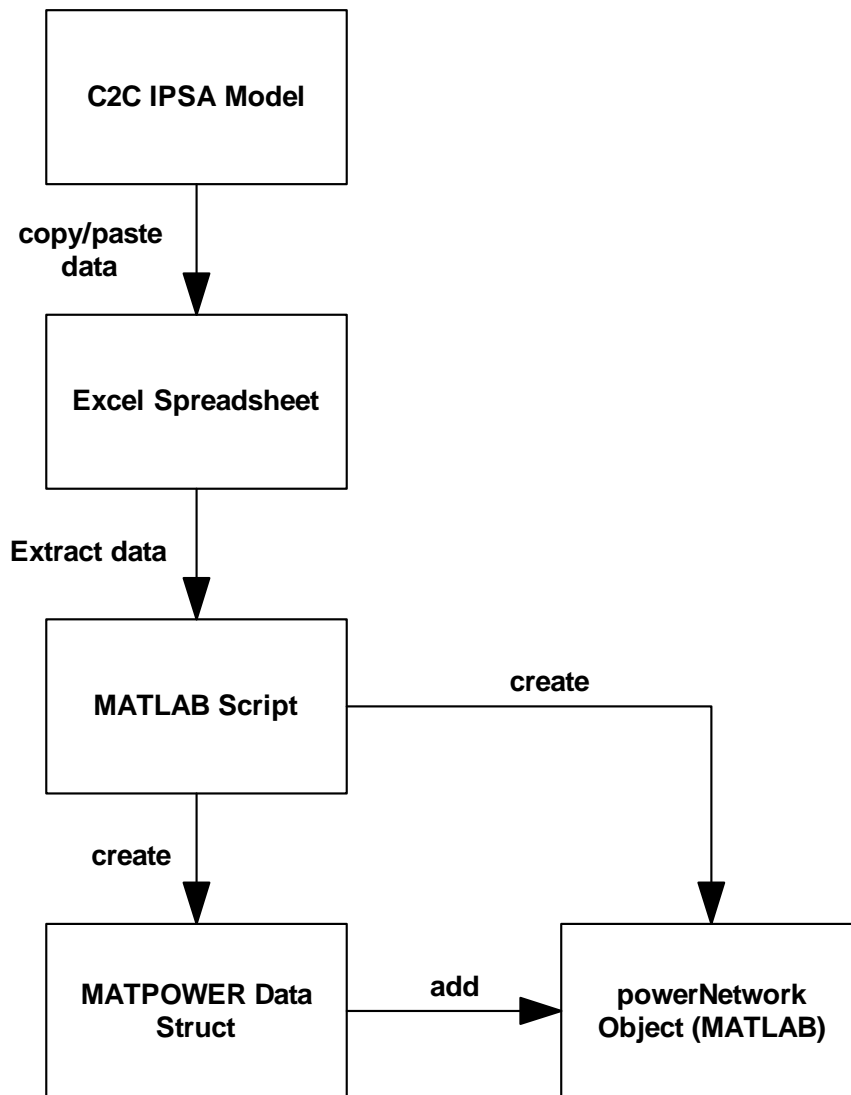 C2C IPSA Model
copy/paste
data
Excel Spreadsheet
Extract data
MATLAB Script
create
create
MATPOWER Data
Struct
add
powerNetwork
Object (MATLAB)